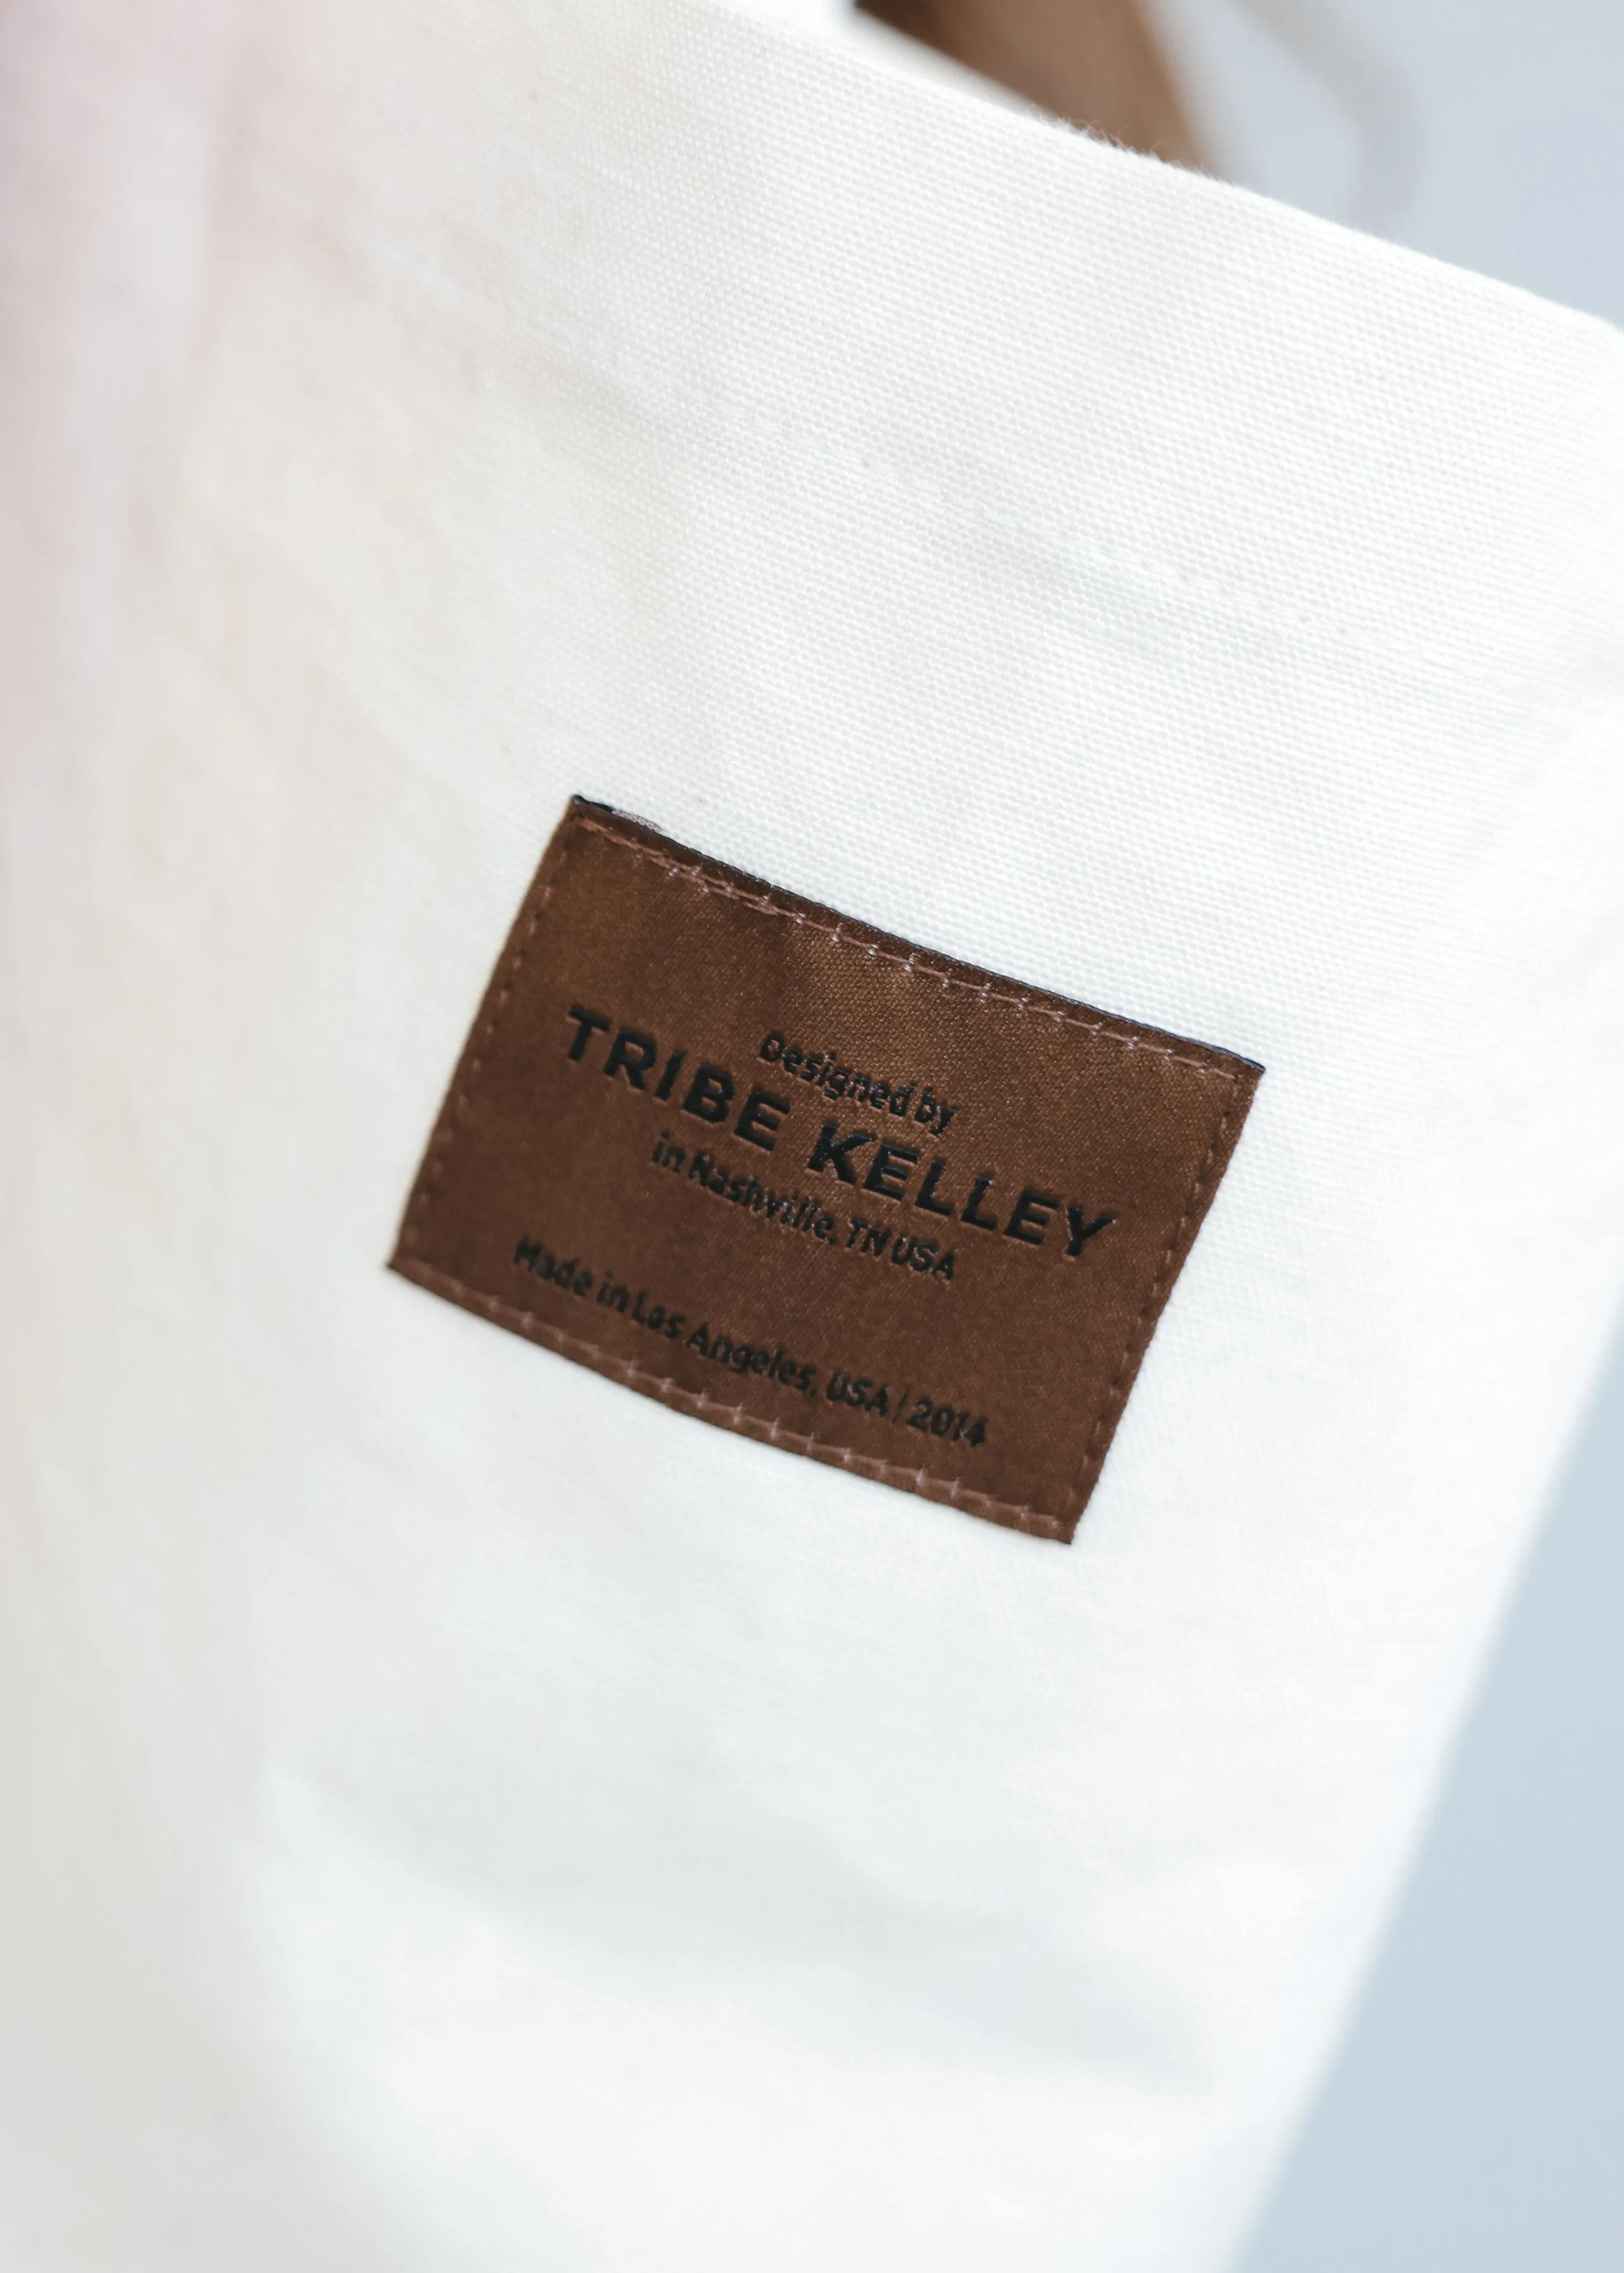 Designed by
TRIBE KELLEY
in Nashville, TN USA
Made in Los Angeles, USA | 2014